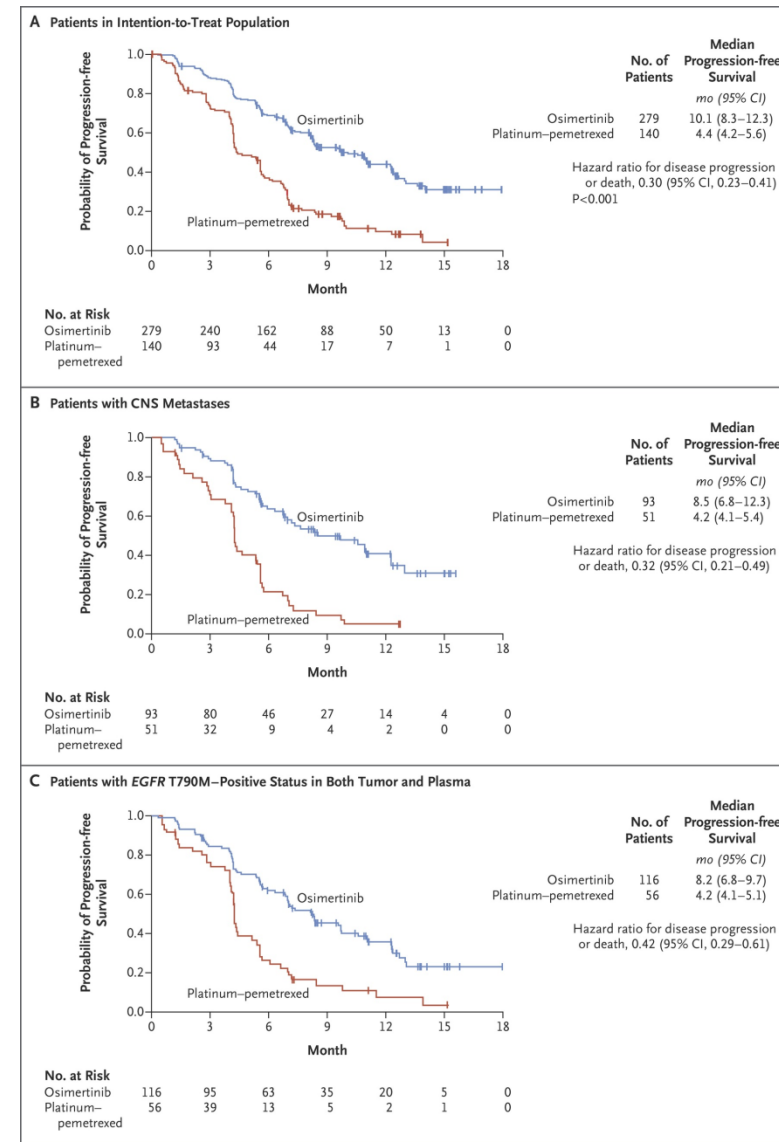 A Patients in Intention-to-Treat Population
Probability of Progression-free
Survival
1.0
0.8
0.6
0.4
0.2
0.0
0 3 6 9 12 15 18
Month
Osimertinib
Platinum–pemetrexed
No. of
Patients
Median
Progression-free
Survival
mo (95% CI)
Osimertinib 279 10.1 (8.3–12.3)
Platinum–pemetrexed 140 4.4 (4.2–5.6)
Hazard ratio for disease progression
or death, 0.30 (95% CI, 0.23–0.41)
P<0.001
No. at Risk
Osimertinib 279 240 162 88 50 13 0
Platinum– 140 93 44 17 7 1 0
pemetrexed
B Patients with CNS Metastases
Probability of Progression-free
Survival
1.0
0.8
0.6
0.4
0.2
0.0
0 3 6 9 12 15 18
Month
Osimertinib
Platinum–pemetrexed
No. of
Patients
Median
Progression-free
Survival
mo (95% CI)
Osimertinib 93 8.5 (6.8–12.3)
Platinum–pemetrexed 51 4.2 (4.1–5.4)
Hazard ratio for disease progression
or death, 0.32 (95% CI, 0.21–0.49)
No. at Risk
Osimertinib 93 80 46 27 14 4 0
Platinum– 51 32 9 4 2 0 0
pemetrexed
C Patients with EGFR T790M–Positive Status in Both Tumor and Plasma
Probability of Progression-free
Survival
1.0
0.8
0.6
0.4
0.2
0.0
0 3 6 9 12 15 18
Month
Osimertinib
Platinum–pemetrexed
No. of
Patients
Median
Progression-free
Survival
mo (95% CI)
Osimertinib 116 8.2 (6.8–9.7)
Platinum–pemetrexed 56 4.2 (4.1–5.1)
Hazard ratio for disease progression
or death, 0.42 (95% CI, 0.29–0.61)
No. at Risk
Osimertinib 116 95 63 35 20 5 0
Platinum– 56 39 13 5 2 1 0
pemetrexed